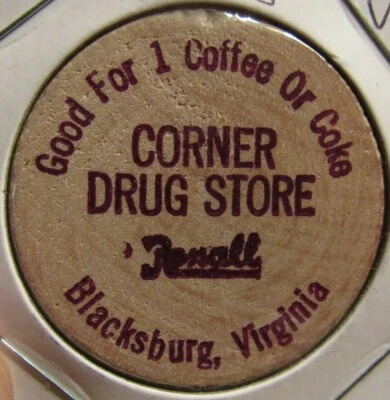 Good For 1 Coffee Or Coke
CORNER
DRUG STORE
Rexall
Blacksburg, Virginia